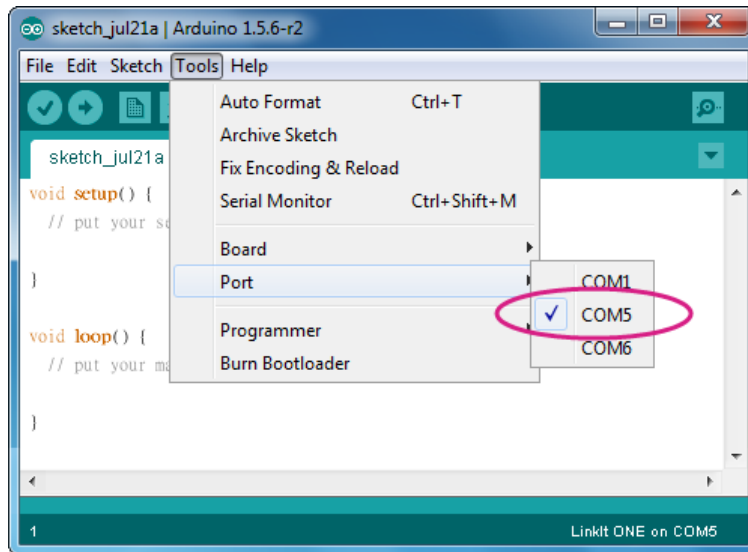 sketch_jul21a | Arduino 1.5.6-r2
File Edit Sketch Tools Help
sketch_jul21a
void setup() {
// put your se
}
void loop() {
// put your ma
}
Auto Format Ctrl+T
Archive Sketch
Fix Encoding & Reload
Serial Monitor Ctrl+Shift+M
Board
Port
Programmer
Burn Bootloader
COM1
COM5
COM6
1 LinkIt ONE on COM5